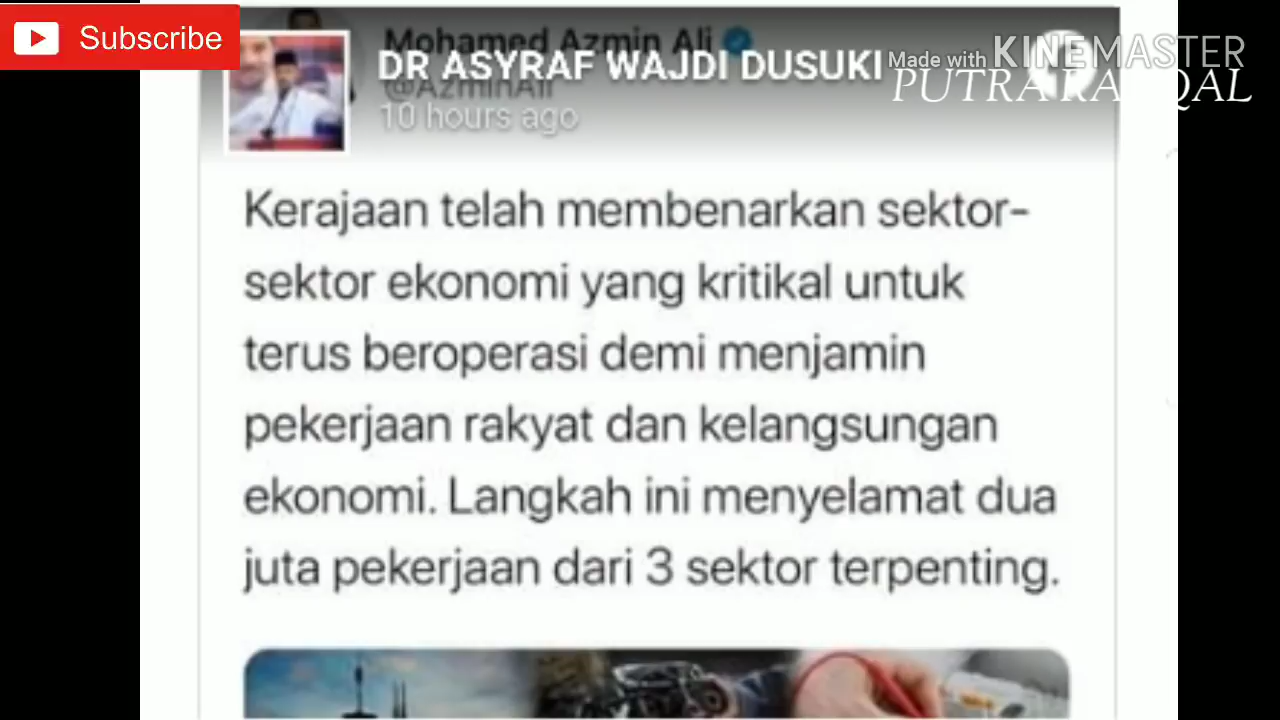 Subscribe
Mohamed Azmin Ali
DR ASYRAF WAJDI DUSUKI
Made with KINEMASTER
@AzminAli
PUTRA
QAL
10 hours ago
Kerajaan telah membenarkan sektor-
sektor ekonomi yang kritikal untuk
terus beroperasi demi menjamin
pekerjaan rakyat dan kelangsungan
ekonomi. Langkah ini menyelamat dua
juta pekerjaan dari 3 sektor terpenting.